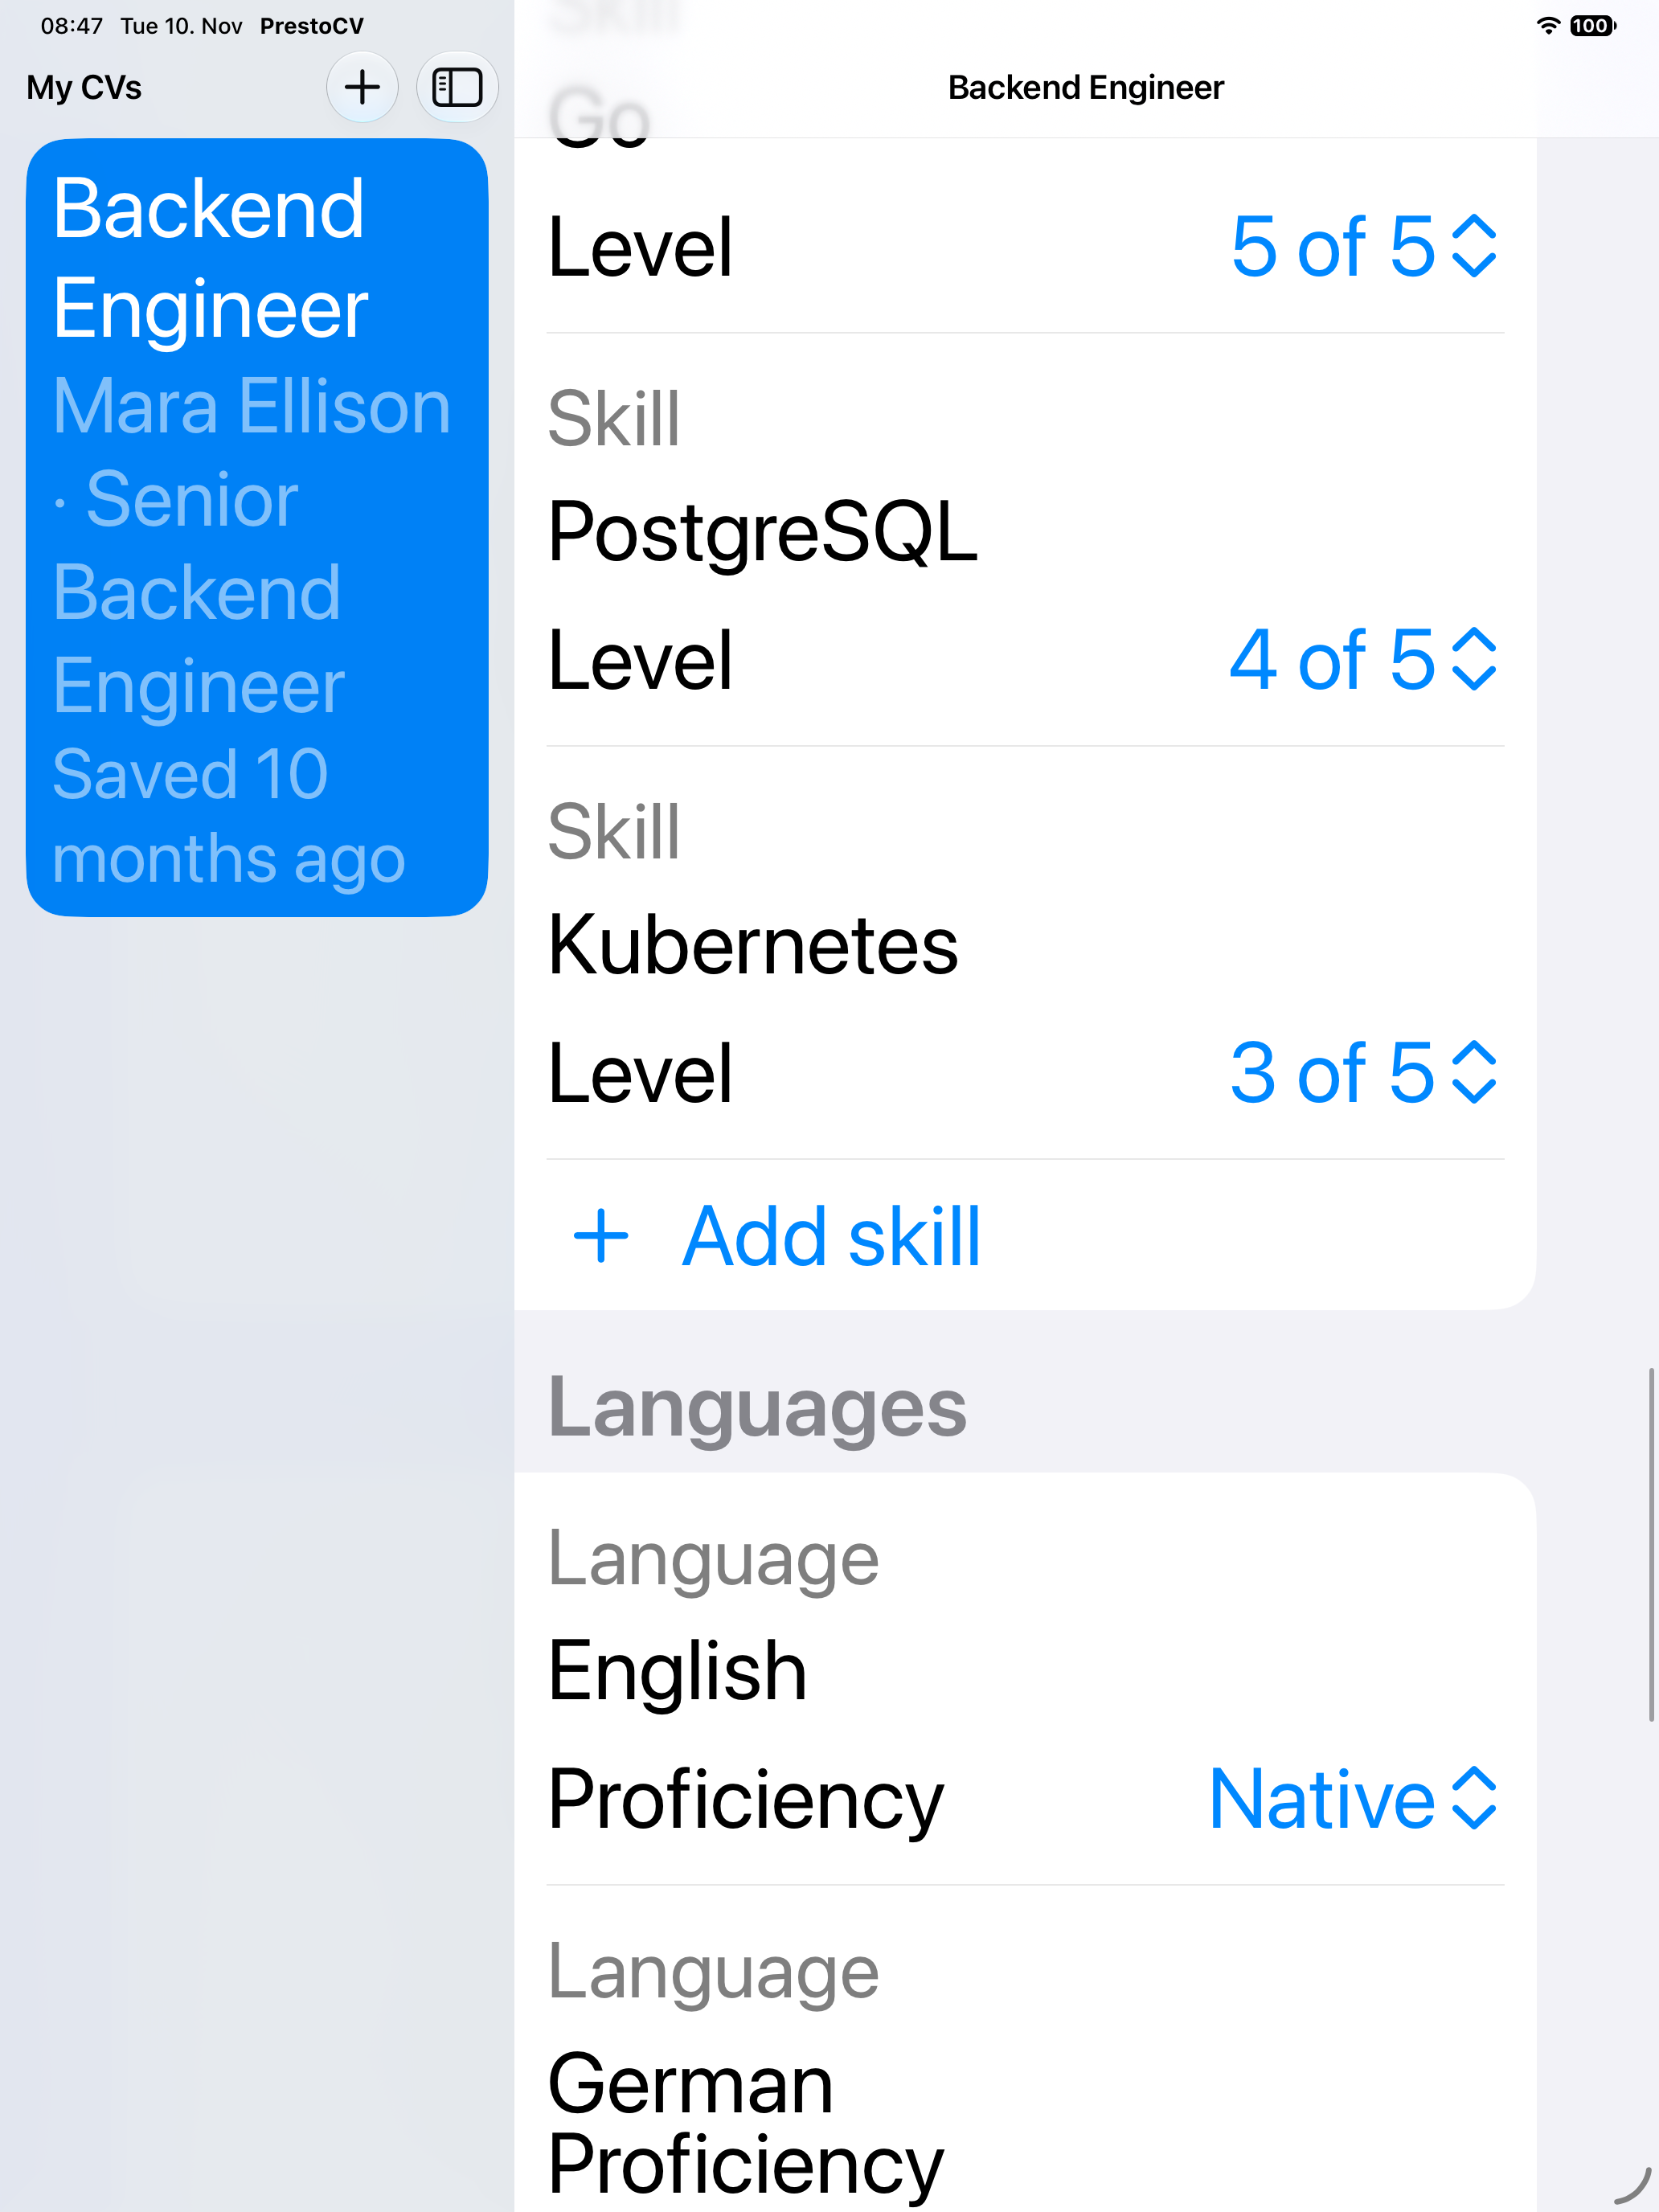 08:47 Tue 10. Nov PrestoCV
100
My CVs
Backend Engineer
Backend
Engineer
Mara Ellison
· Senior
Backend
Engineer
Saved 10
months ago
Skill
Go
Level 5 of 5
Skill
PostgreSQL
Level 4 of 5
Skill
Kubernetes
Level 3 of 5
+ Add skill
Languages
Language
English
Proficiency Native
Language
German
Proficiency